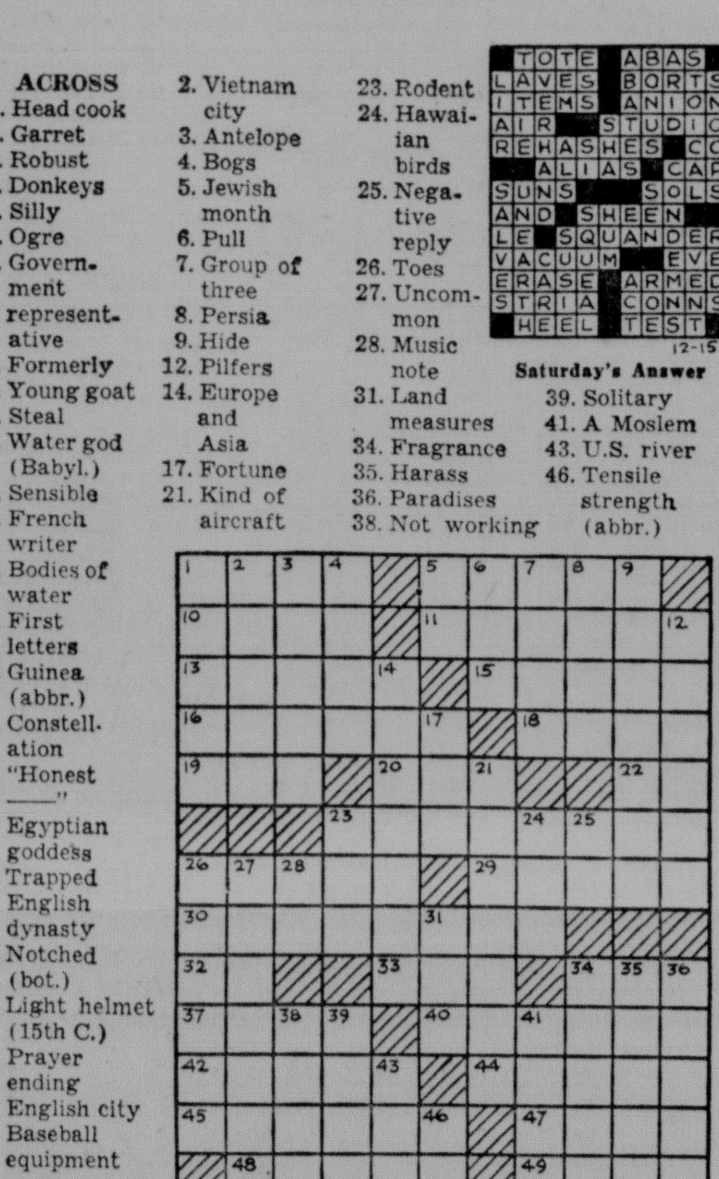 ACROSS
. Head cook
. Garret
. Robust
. Donkeys
. Silly
. Ogre
. Govern-
ment
represent-
ative
Formerly
Young goat
Steal
Water god
(Babyl.)
Sensible
French
writer
Bodies of
water
First
letters
Guinea
(abbr.)
Constell-
ation
"Honest
___"
Egyptian
goddess
Trapped
English
dynasty
Notched
(bot.)
Light helmet
(15th C.)
Prayer
ending
English city
Baseball
equipment
2. Vietnam
city
3. Antelope
4. Bogs
5. Jewish
month
6. Pull
7. Group of
three
8. Persia
9. Hide
12. Pilfers
14. Europe
and
Asia
17. Fortune
21. Kind of
aircraft
23. Rodent
24. Hawai-
ian
birds
25. Nega-
tive
reply
26. Toes
27. Uncom-
mon
28. Music
note
31. Land
measures
34. Fragrance
35. Harass
36. Paradises
38. Not working
TOTE ABAS
LAVES BORTS
ITEMS ANION
AIR STUDIO
REHASHES CO
ALIAS CAP
SUNS SOLS
AND SHEEN
LE SQUANDER
VACUUM EVE
ERASE ARMED
STRIA CONNS
HEEL TEST
12-15
Saturday's Answer
39. Solitary
41. A Moslem
43. U.S. river
46. Tensile
strength
(abbr.)
1 2 3 4 5 6 7 8 9
10 11 12
13 14 15
16 17 18
19 20 21 22
23 24 25
26 27 28 29
30 31
32 33 34 35 36
37 38 39 40 41
42 43 44
45 46 47
48 49